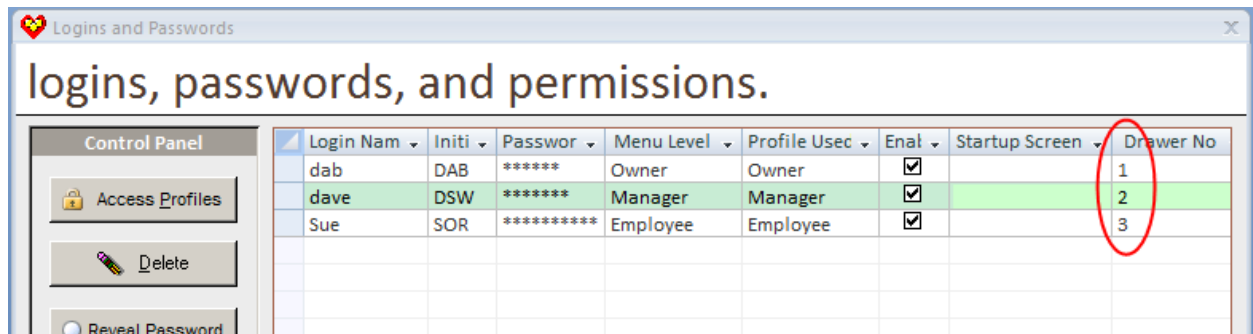 Logins and Passwords
x
logins, passwords, and permissions.
Control Panel
Access Profiles
Delete
Reveal Password
Login Nam Initi Passwor Menu Level Profile Used Enal Startup Screen Drawer No
dab DAB ****** Owner Owner 1
dave DSW ******* Manager Manager 2
Sue SOR ********** Employee Employee 3